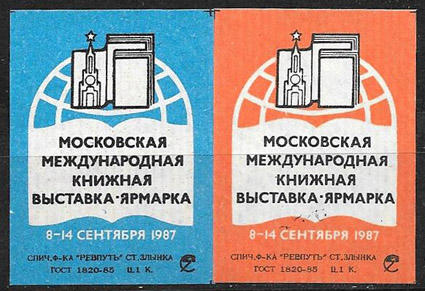 МОСКОВСКАЯ
МЕЖДУНАРОДНАЯ
КНИЖНАЯ
ВЫСТАВКА·ЯРМАРКА
8–14 СЕНТЯБРЯ 1987
СПИЧ. Ф-КА "РЕВПУТЬ" СТ. ЗЛЫНКА
ГОСТ 1820-85 Ц. 1 К.
МОСКОВСКАЯ
МЕЖДУНАРОДНАЯ
КНИЖНАЯ
ВЫСТАВКА·ЯРМАРКА
8–14 СЕНТЯБРЯ 1987
СПИЧ. Ф-КА "РЕВПУТЬ" СТ. ЗЛЫНКА
ГОСТ 1820-85 Ц. 1 К.